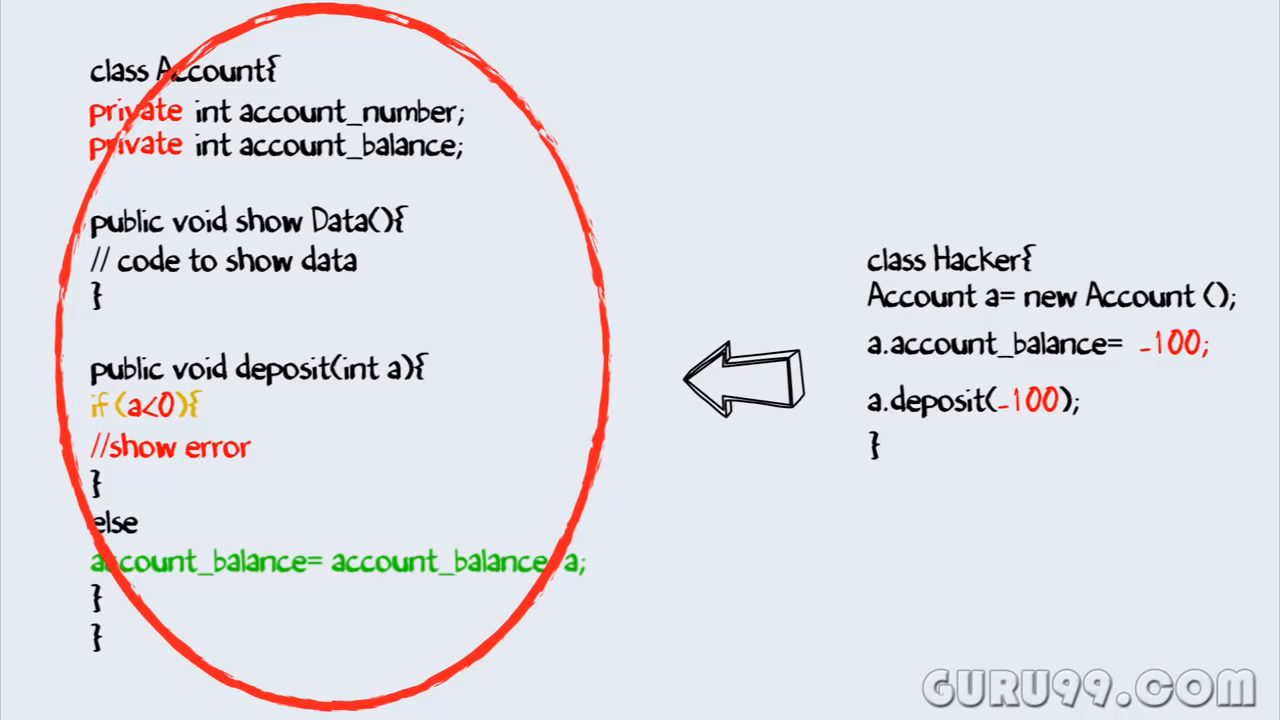 class Account{
private int account_number;
private int account_balance;
public void show Data(){
// code to show data
}
public void deposit(int a){
if (a<0){
//show error
}
else
account_balance= account_balance a;
}
}
class Hacker{
Account a= new Account ();
a.account_balance= -100;
a.deposit(-100);
}
GURU99.COM